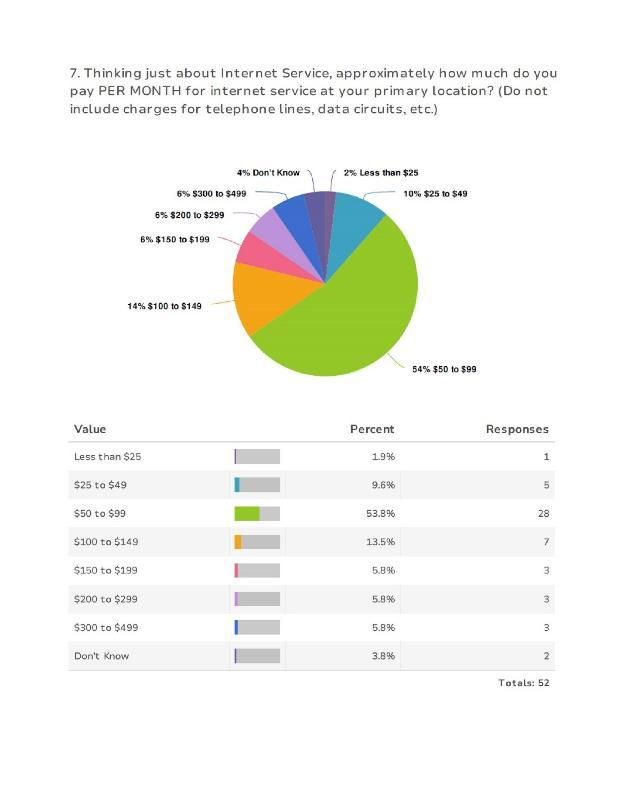 7. Thinking just about Internet Service, approximately how much do you
pay PER MONTH for internet service at your primary location? (Do not
include charges for telephone lines, data circuits, etc.)
4% Don't Know
2% Less than $25
6% $300 to $499
10% $25 to $49
6% $200 to $299
6% $150 to $199
14% $100 to $149
54% $50 to $99
Value Percent Responses
Less than $25 1.9% 1
$25 to $49 9.6% 5
$50 to $99 53.8% 28
$100 to $149 13.5% 7
$150 to $199 5.8% 3
$200 to $299 5.8% 3
$300 to $499 5.8% 3
Don't Know 3.8% 2
Totals: 52